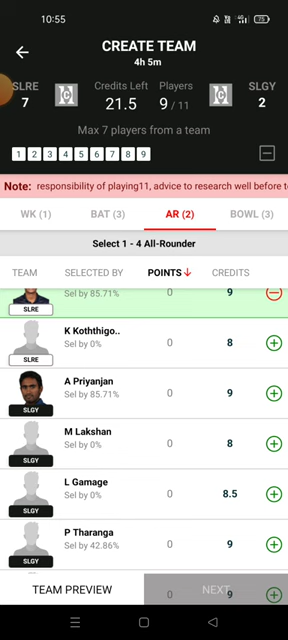 10:55
75
CREATE TEAM
4h 5m
SLRE
7
Credits Left
21.5
Players
9 / 11
SLGY
2
Max 7 players from a team
1 2 3 4 5 6 7 8 9
Note: responsibility of playing11, advice to research well before t
WK (1) BAT (3) AR (2) BOWL (3)
Select 1 - 4 All-Rounder
TEAM SELECTED BY POINTS CREDITS
Sel by 85.71% 0 9
SLRE
K Koththigo..
Sel by 0% 0 8
SLRE
A Priyanjan
Sel by 85.71% 0 9
SLGY
M Lakshan
Sel by 0% 0 8
SLGY
L Gamage
Sel by 0% 0 8.5
SLGY
P Tharanga
Sel by 42.86% 0 9
SLGY
0 9
TEAM PREVIEW NEXT